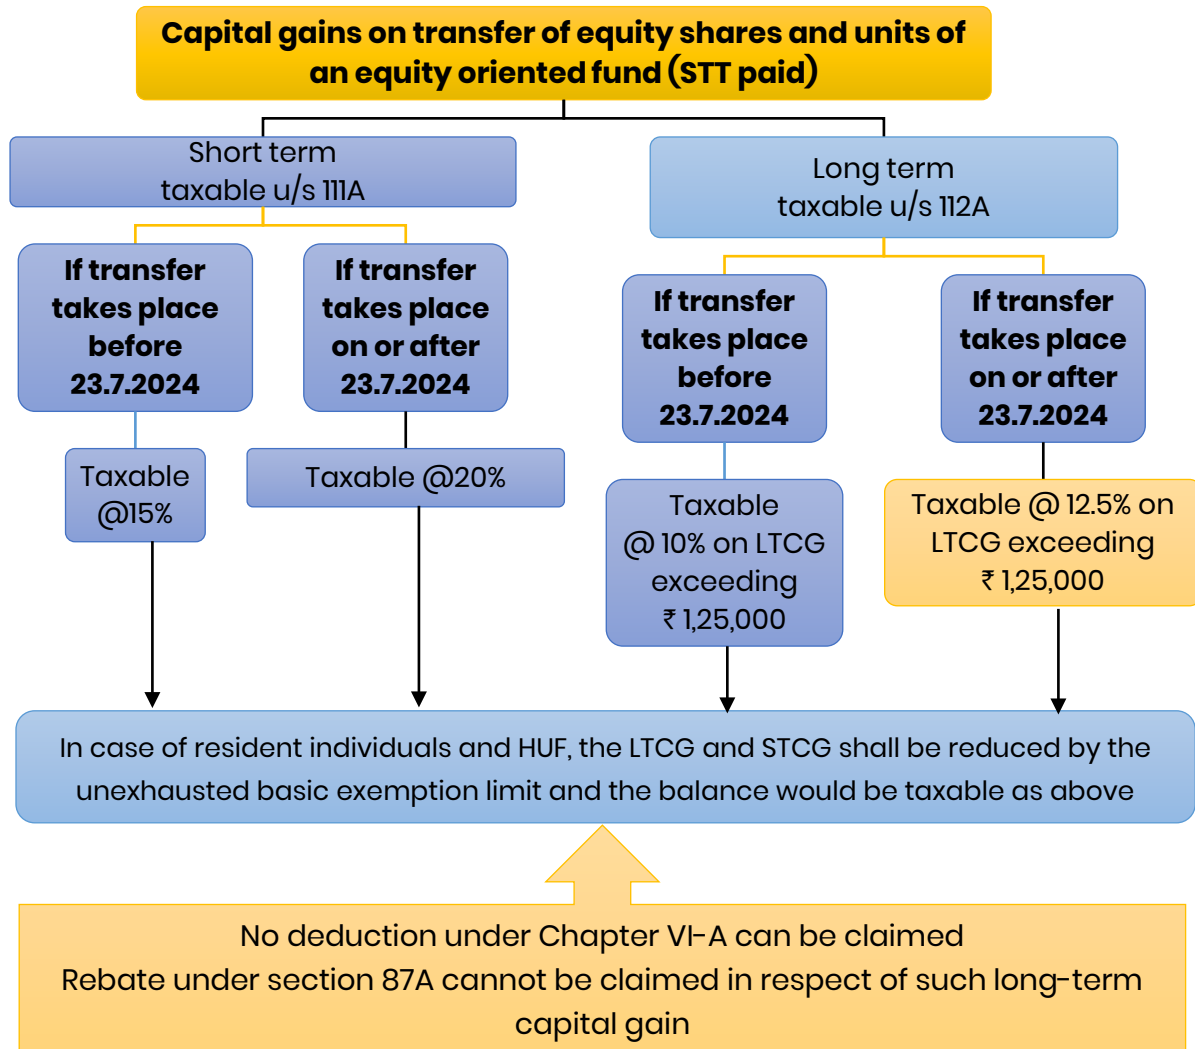 Capital gains on transfer of equity shares and units of
an equity oriented fund (STT paid)
Short term
taxable u/s 111A
Long term
taxable u/s 112A
If transfer
takes place
before
23.7.2024
If transfer
takes place
on or after
23.7.2024
If transfer
takes place
before
23.7.2024
If transfer
takes place
on or after
23.7.2024
Taxable
@15%
Taxable @20%
Taxable
@ 10% on LTCG
exceeding
₹ 1,25,000
Taxable @ 12.5% on
LTCG exceeding
₹ 1,25,000
In case of resident individuals and HUF, the LTCG and STCG shall be reduced by the
unexhausted basic exemption limit and the balance would be taxable as above
No deduction under Chapter VI-A can be claimed
Rebate under section 87A cannot be claimed in respect of such long-term
capital gain